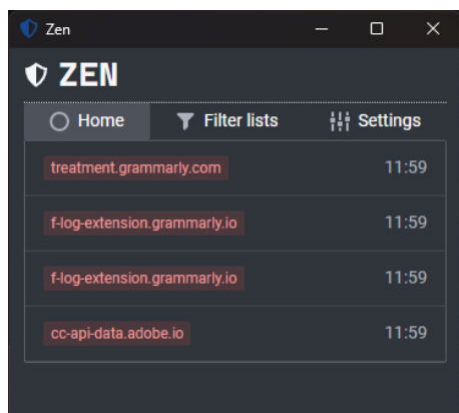 Zen
ZEN
Home Filter lists Settings
treatment.grammarly.com 11:59
f-log-extension.grammarly.io 11:59
f-log-extension.grammarly.io 11:59
cc-api-data.adobe.io 11:59